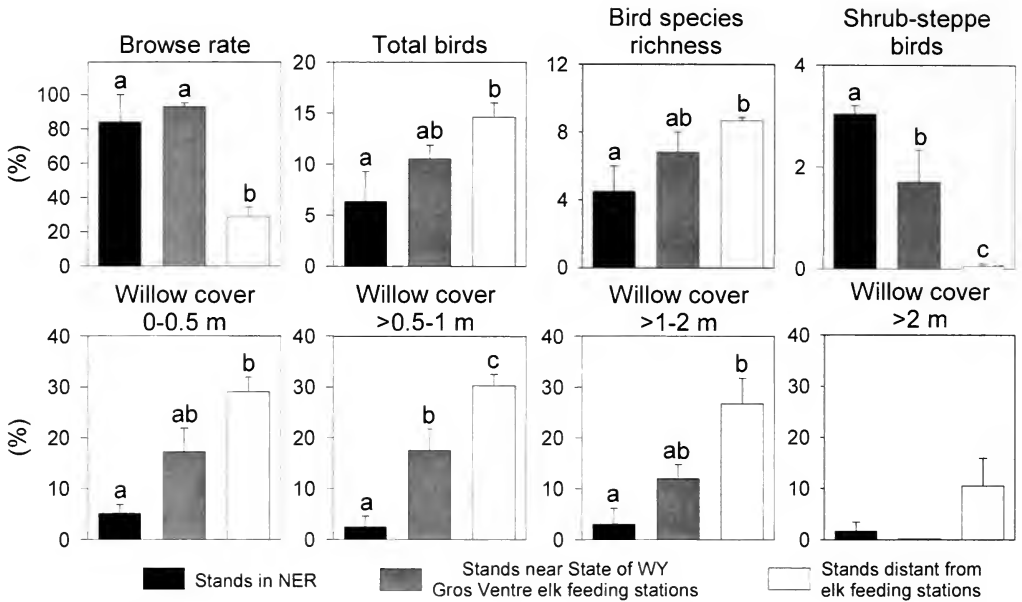 Browse rate
Total birds
Bird species
richness
Shrub-steppe
birds
(%)
100
80
60
40
20
0
a
a
b
20
15
10
5
0
a
ab
b
12
8
4
0
a
ab
b
4
2
0
a
b
c
Willow cover
0-0.5 m
Willow cover
>0.5-1 m
Willow cover
>1-2 m
Willow cover
>2 m
(%)
40
30
20
10
0
a
ab
b
40
30
20
10
0
a
b
c
40
30
20
10
0
a
ab
b
40
30
20
10
0
Stands in NER
Stands near State of WY
Gros Ventre elk feeding stations
Stands distant from
elk feeding stations